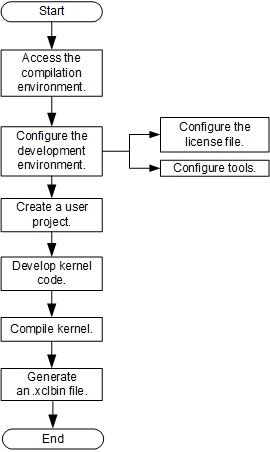 Start
Access the
compilation
environment.
Configure the
development
environment.
Configure the
license file.
Configure tools.
Create a user
project.
Develop kernel
code.
Compile kernel.
Generate
an .xclbin file.
End